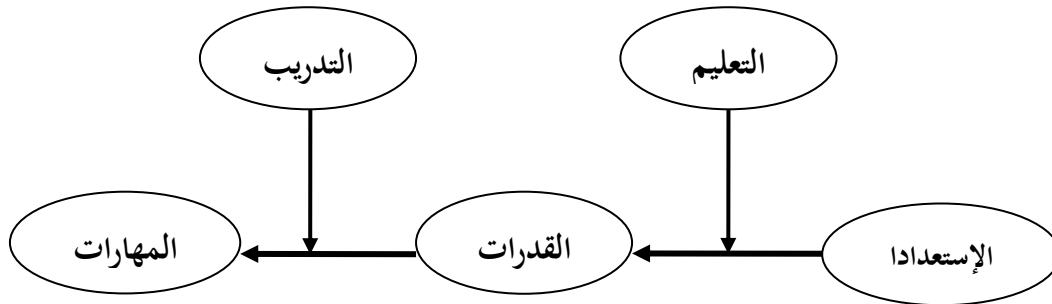 التعليم
التدريب
الإستعدادا
القدرات
المهارات